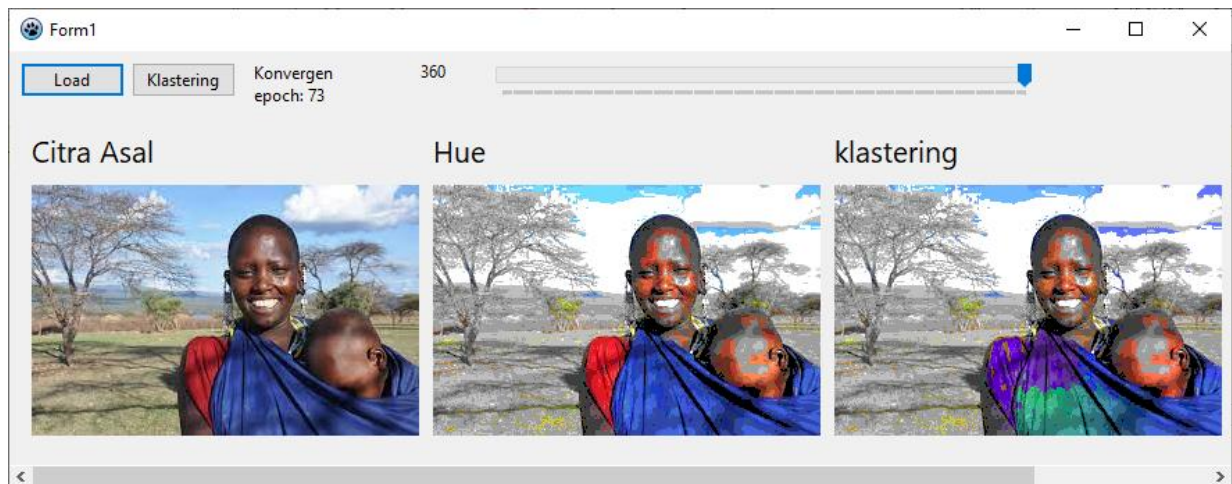 Form1
Load
Klastering
Konvergen
epoch: 73
360
Citra Asal
Hue
klastering